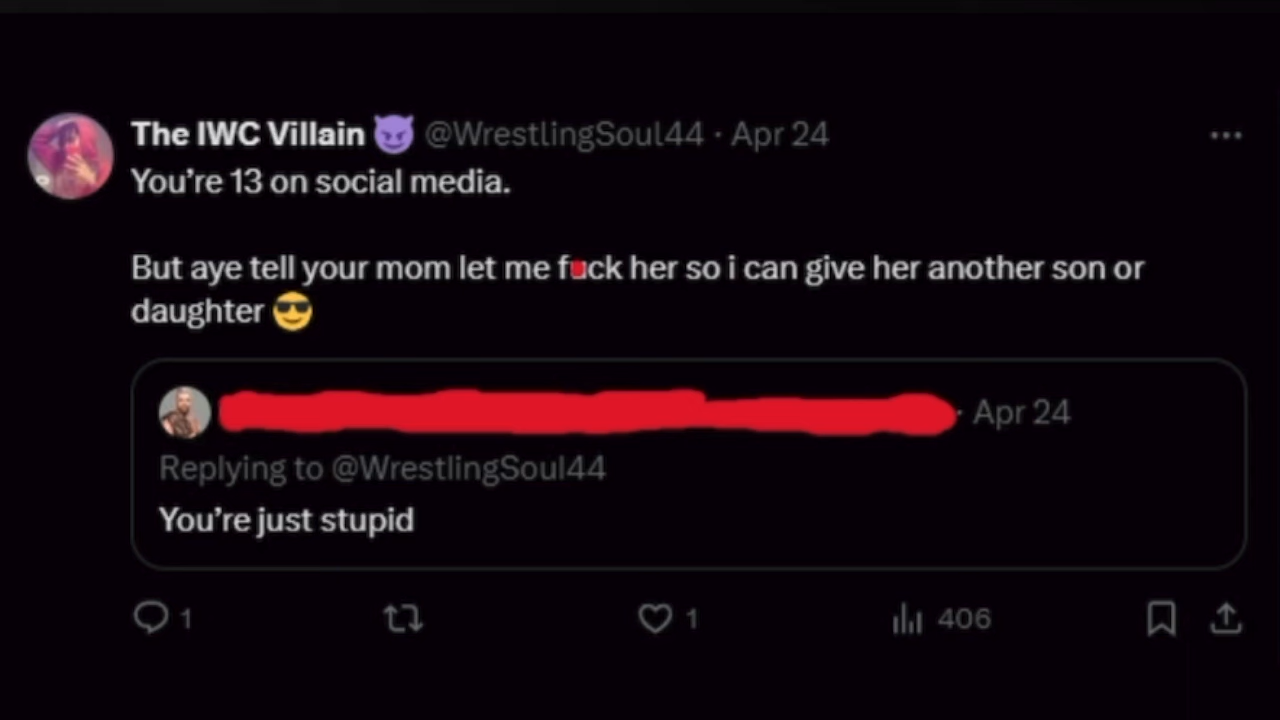 The IWC Villain 😈 @WrestlingSoul44 · Apr 24
You're 13 on social media.
But aye tell your mom let me fuck her so i can give her another son or
daughter 😎
· Apr 24
Replying to @WrestlingSoul44
You're just stupid
1
1
406